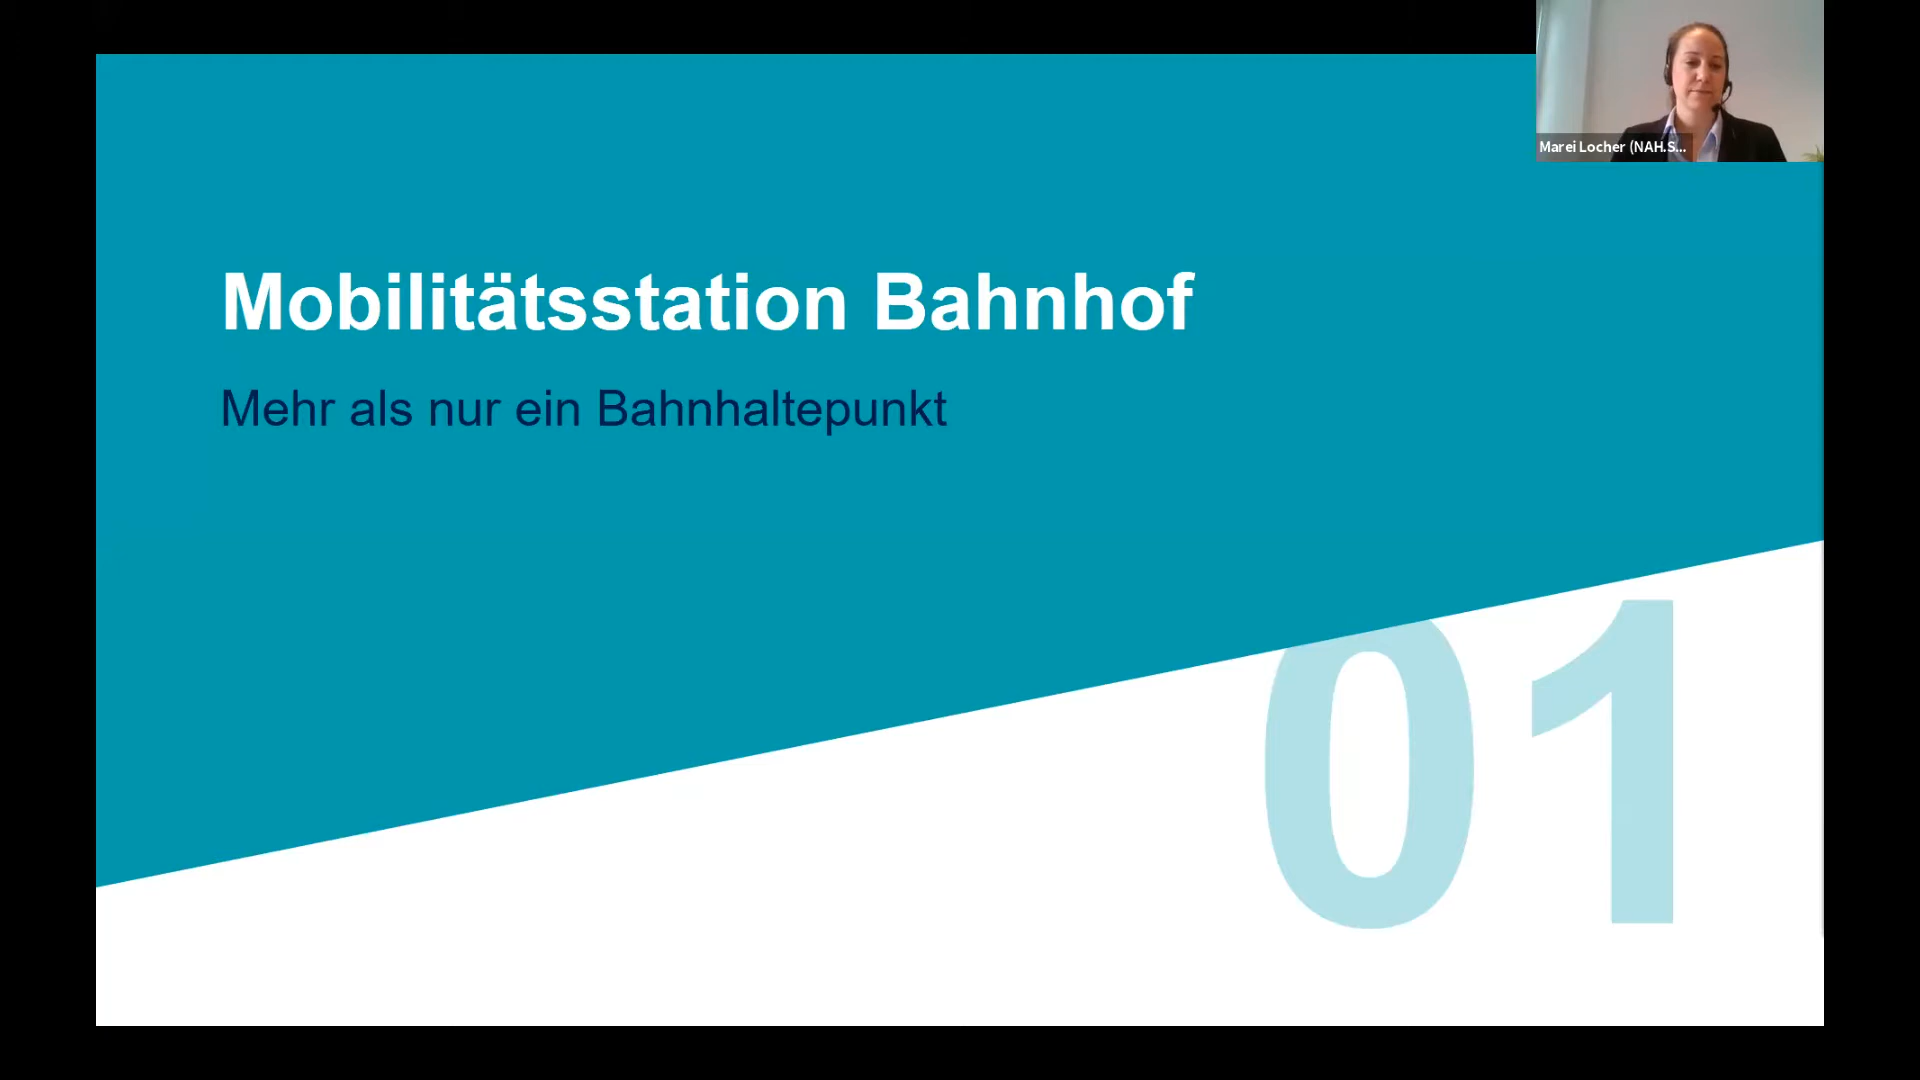 Marei Locher (NAH.S...
Mobilitätsstation Bahnhof
Mehr als nur ein Bahnhaltepunkt
01